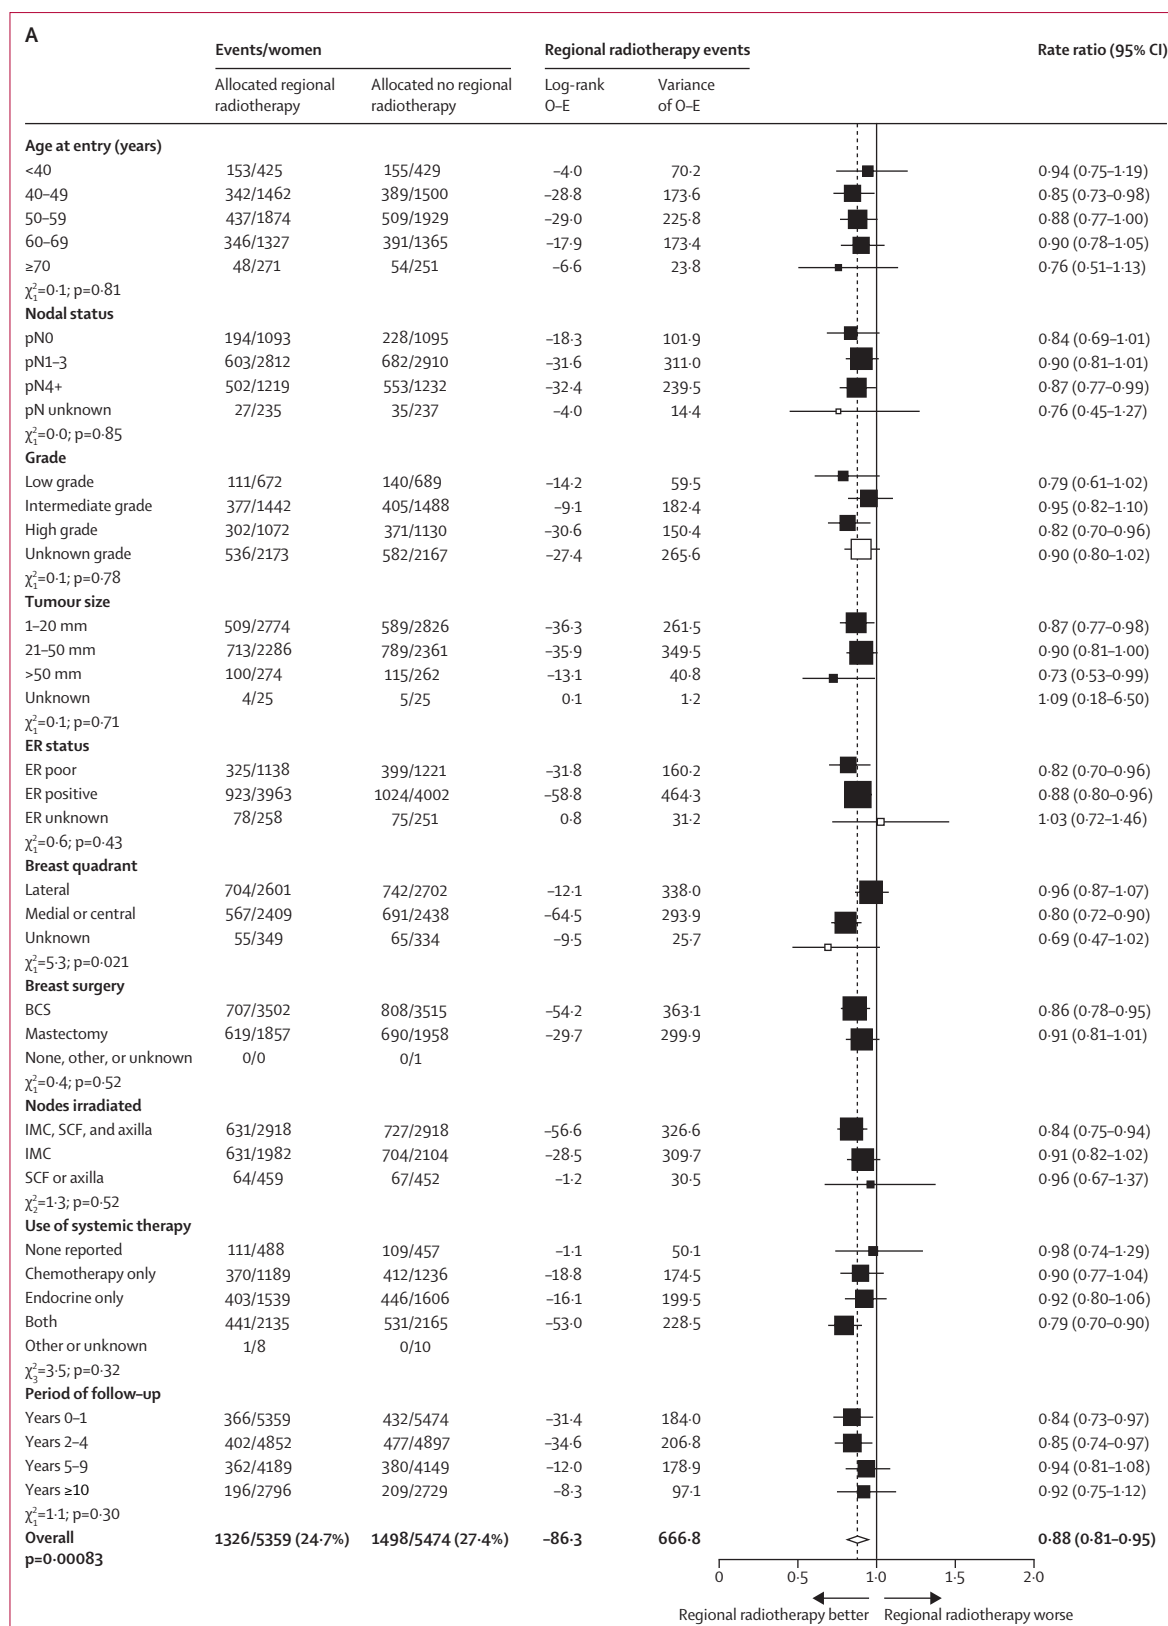 A
Events/women Regional radiotherapy events Rate ratio (95% CI)
Allocated regional radiotherapy Allocated no regional radiotherapy Log-rank O–E Variance of O–E
Age at entry (years)
<40 153/425 155/429 –4·0 70·2 0·94 (0·75–1·19)
40–49 342/1462 389/1500 –28·8 173·6 0·85 (0·73–0·98)
50–59 437/1874 509/1929 –29·0 225·8 0·88 (0·77–1·00)
60–69 346/1327 391/1365 –17·9 173·4 0·90 (0·78–1·05)
≥70 48/271 54/251 –6·6 23·8 0·76 (0·51–1·13)
χ²₁=0·1; p=0·81
Nodal status
pN0 194/1093 228/1095 –18·3 101·9 0·84 (0·69–1·01)
pN1–3 603/2812 682/2910 –31·6 311·0 0·90 (0·81–1·01)
pN4+ 502/1219 553/1232 –32·4 239·5 0·87 (0·77–0·99)
pN unknown 27/235 35/237 –4·0 14·4 0·76 (0·45–1·27)
χ²₁=0·0; p=0·85
Grade
Low grade 111/672 140/689 –14·2 59·5 0·79 (0·61–1·02)
Intermediate grade 377/1442 405/1488 –9·1 182·4 0·95 (0·82–1·10)
High grade 302/1072 371/1130 –30·6 150·4 0·82 (0·70–0·96)
Unknown grade 536/2173 582/2167 –27·4 265·6 0·90 (0·80–1·02)
χ²₁=0·1; p=0·78
Tumour size
1–20 mm 509/2774 589/2826 –36·3 261·5 0·87 (0·77–0·98)
21–50 mm 713/2286 789/2361 –35·9 349·5 0·90 (0·81–1·00)
>50 mm 100/274 115/262 –13·1 40·8 0·73 (0·53–0·99)
Unknown 4/25 5/25 0·1 1·2 1·09 (0·18–6·50)
χ²₁=0·1; p=0·71
ER status
ER poor 325/1138 399/1221 –31·8 160·2 0·82 (0·70–0·96)
ER positive 923/3963 1024/4002 –58·8 464·3 0·88 (0·80–0·96)
ER unknown 78/258 75/251 0·8 31·2 1·03 (0·72–1·46)
χ²₁=0·6; p=0·43
Breast quadrant
Lateral 704/2601 742/2702 –12·1 338·0 0·96 (0·87–1·07)
Medial or central 567/2409 691/2438 –64·5 293·9 0·80 (0·72–0·90)
Unknown 55/349 65/334 –9·5 25·7 0·69 (0·47–1·02)
χ²₁=5·3; p=0·021
Breast surgery
BCS 707/3502 808/3515 –54·2 363·1 0·86 (0·78–0·95)
Mastectomy 619/1857 690/1958 –29·7 299·9 0·91 (0·81–1·01)
None, other, or unknown 0/0 0/1
χ²₁=0·4; p=0·52
Nodes irradiated
IMC, SCF, and axilla 631/2918 727/2918 –56·6 326·6 0·84 (0·75–0·94)
IMC 631/1982 704/2104 –28·5 309·7 0·91 (0·82–1·02)
SCF or axilla 64/459 67/452 –1·2 30·5 0·96 (0·67–1·37)
χ²₂=1·3; p=0·52
Use of systemic therapy
None reported 111/488 109/457 –1·1 50·1 0·98 (0·74–1·29)
Chemotherapy only 370/1189 412/1236 –18·8 174·5 0·90 (0·77–1·04)
Endocrine only 403/1539 446/1606 –16·1 199·5 0·92 (0·80–1·06)
Both 441/2135 531/2165 –53·0 228·5 0·79 (0·70–0·90)
Other or unknown 1/8 0/10
χ²₃=3·5; p=0·32
Period of follow–up
Years 0–1 366/5359 432/5474 –31·4 184·0 0·84 (0·73–0·97)
Years 2–4 402/4852 477/4897 –34·6 206·8 0·85 (0·74–0·97)
Years 5–9 362/4189 380/4149 –12·0 178·9 0·94 (0·81–1·08)
Years ≥10 196/2796 209/2729 –8·3 97·1 0·92 (0·75–1·12)
χ²₁=1·1; p=0·30
Overall 1326/5359 (24·7%) 1498/5474 (27·4%) –86·3 666·8 0·88 (0·81–0·95)
p=0·00083
0 0·5 1·0 1·5 2·0
Regional radiotherapy better Regional radiotherapy worse